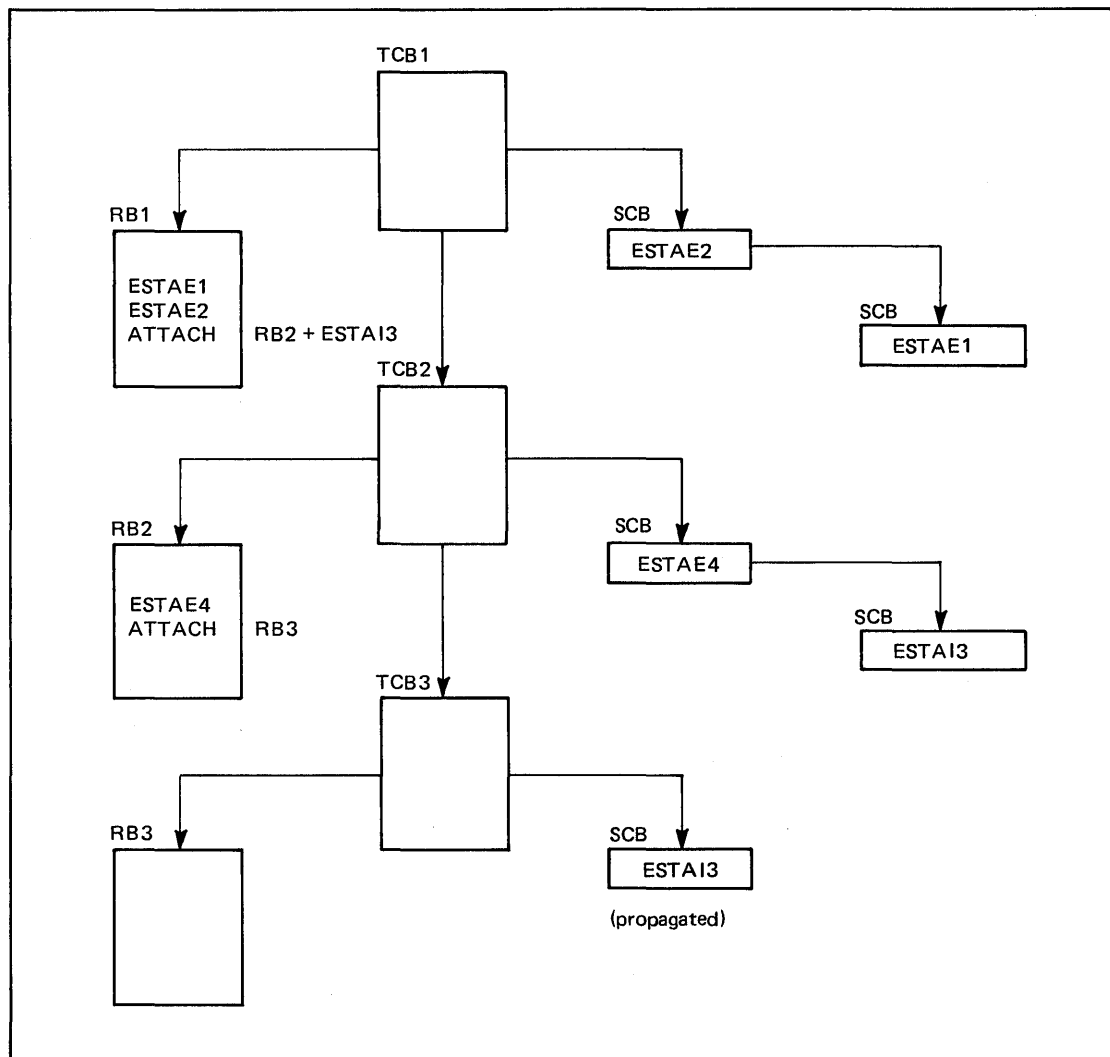 TCB1
RB1
SCB
ESTAE2
ESTAE1
ESTAE2
ATTACH
RB2 + ESTAI3
SCB
ESTAE1
TCB2
RB2
SCB
ESTAE4
ESTAE4
ATTACH
RB3
SCB
ESTAI3
TCB3
RB3
SCB
ESTAI3
(propagated)